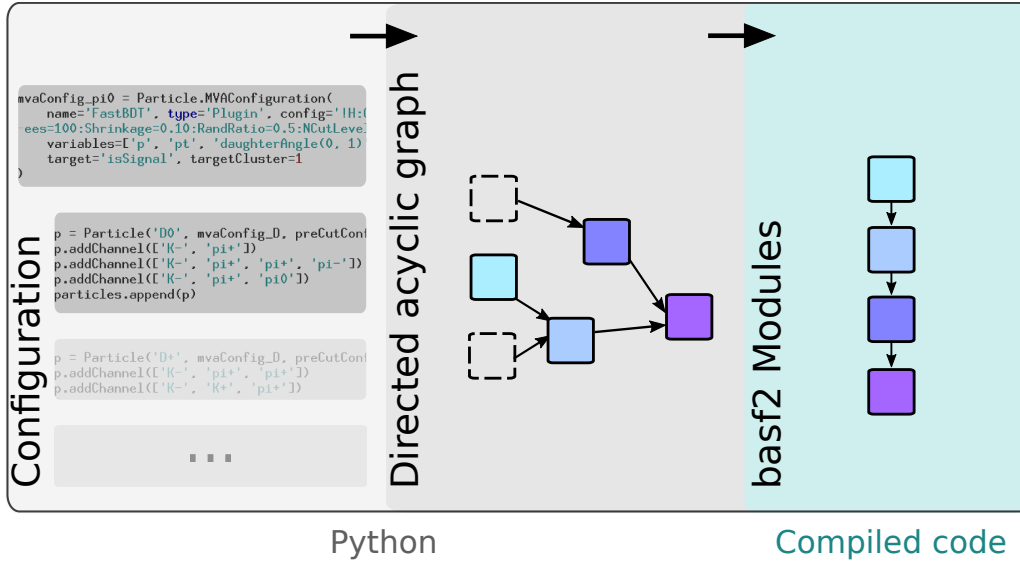 Configuration
mvaConfig_pi0 = Particle.MVAConfiguration(
name='FastBDT', type='Plugin', config='!H:
ees=100:Shrinkage=0.10:RandRatio=0.5:NCutLevel
variables=['p', 'pt', 'daughterAngle(0, 1)'
target='isSignal', targetCluster=1
)
p = Particle('D0', mvaConfig_D, preCutConf
p.addChannel(['K-', 'pi+'])
p.addChannel(['K-', 'pi+', 'pi+', 'pi-'])
p.addChannel(['K-', 'pi+', 'pi0'])
particles.append(p)
p = Particle('D+', mvaConfig_D, preCutConf
p.addChannel(['K-', 'pi+', 'pi+'])
p.addChannel(['K-', 'K+', 'pi+'])
...
Directed acyclic graph
basf2 Modules
Python
Compiled code